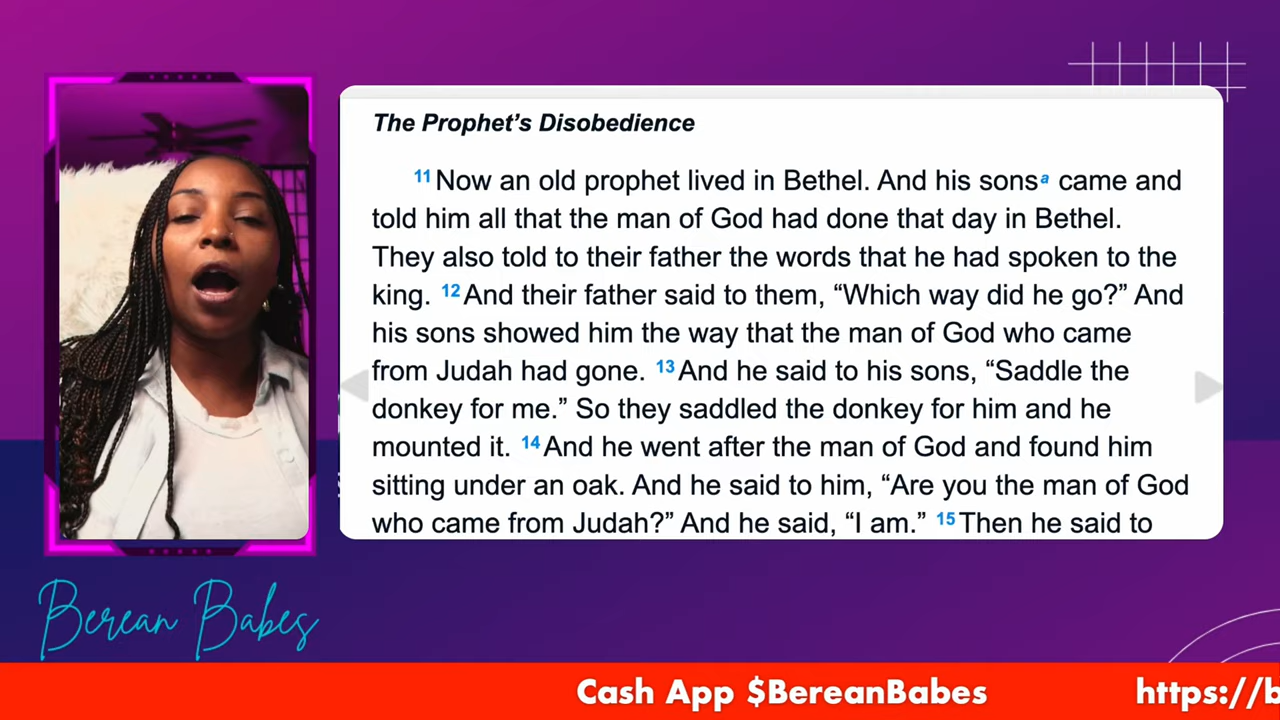 The Prophet’s Disobedience
11 Now an old prophet lived in Bethel. And his sons a came and
told him all that the man of God had done that day in Bethel.
They also told to their father the words that he had spoken to the
king. 12 And their father said to them, “Which way did he go?” And
his sons showed him the way that the man of God who came
from Judah had gone. 13 And he said to his sons, “Saddle the
donkey for me.” So they saddled the donkey for him and he
mounted it. 14 And he went after the man of God and found him
sitting under an oak. And he said to him, “Are you the man of God
who came from Judah?” And he said, “I am.” 15 Then he said to
Berean Babes
Cash App $BereanBabes https://b